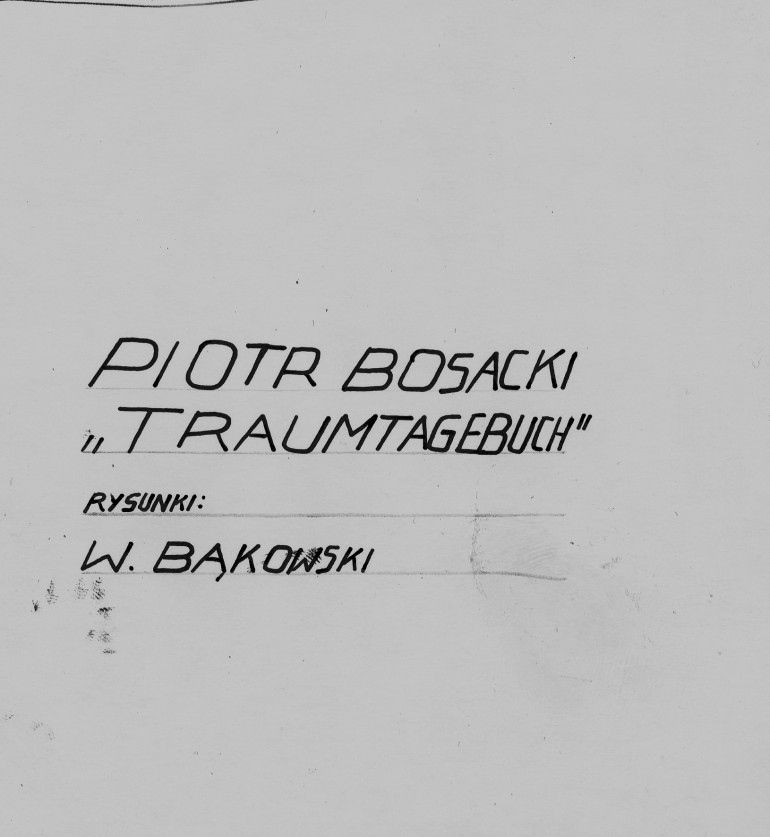 PIOTR BOSACKI
„TRAUMTAGEBUCH"
RYSUNKI:
W. BĄKOWSKI